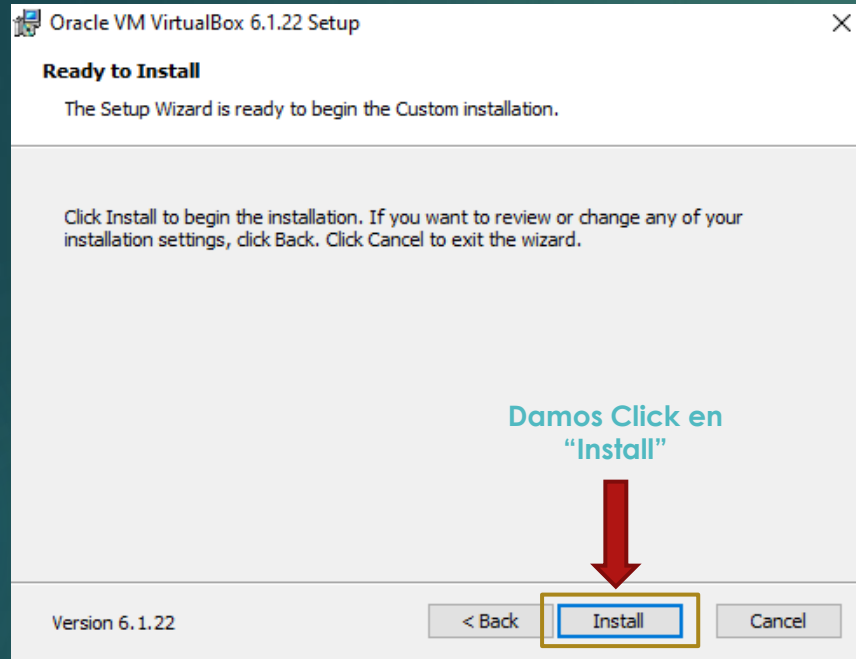 Oracle VM VirtualBox 6.1.22 Setup
Ready to Install
The Setup Wizard is ready to begin the Custom installation.
Click Install to begin the installation. If you want to review or change any of your
installation settings, click Back. Click Cancel to exit the wizard.
Damos Click en
“Install”
Version 6.1.22
< Back
Install
Cancel